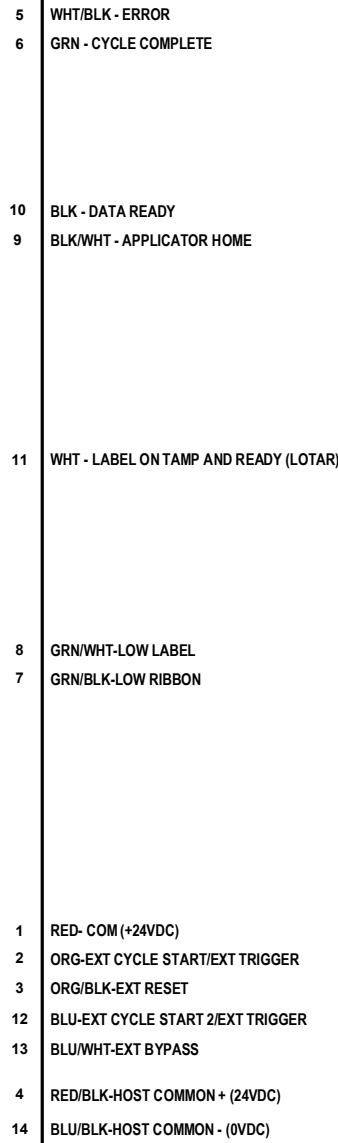 5 WHT/BLK - ERROR
6 GRN - CYCLE COMPLETE
10 BLK - DATA READY
9 BLK/WHT - APPLICATOR HOME
11 WHT - LABEL ON TAMP AND READY (LOTAR)
8 GRN/WHT-LOW LABEL
7 GRN/BLK-LOW RIBBON
1 RED- COM (+24VDC)
2 ORG-EXT CYCLE START/EXT TRIGGER
3 ORG/BLK-EXT RESET
12 BLU-EXT CYCLE START 2/EXT TRIGGER
13 BLU/WHT-EXT BYPASS
4 RED/BLK-HOST COMMON + (24VDC)
14 BLU/BLK-HOST COMMON - (0VDC)